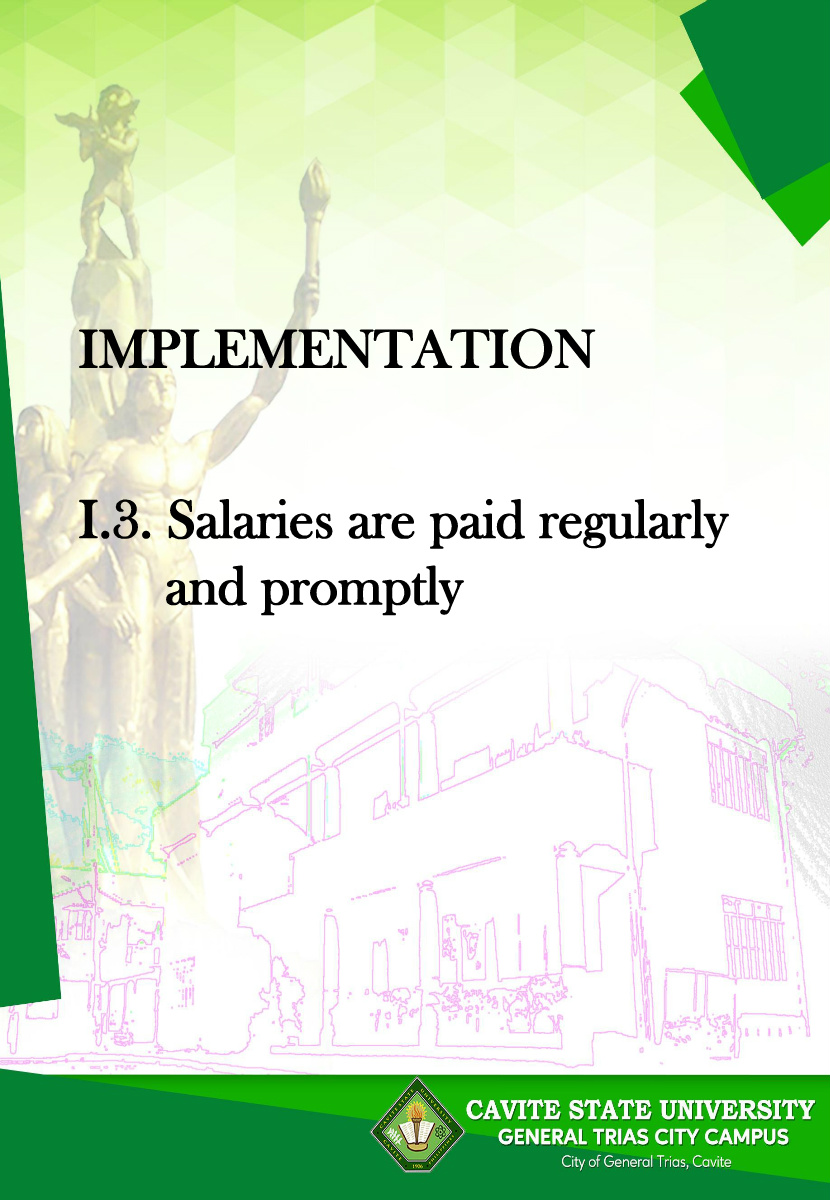 IMPLEMENTATION
I.3. Salaries are paid regularly
and promptly
CAVITE STATE UNIVERSITY
GENERAL TRIAS CITY CAMPUS
City of General Trias, Cavite
1906